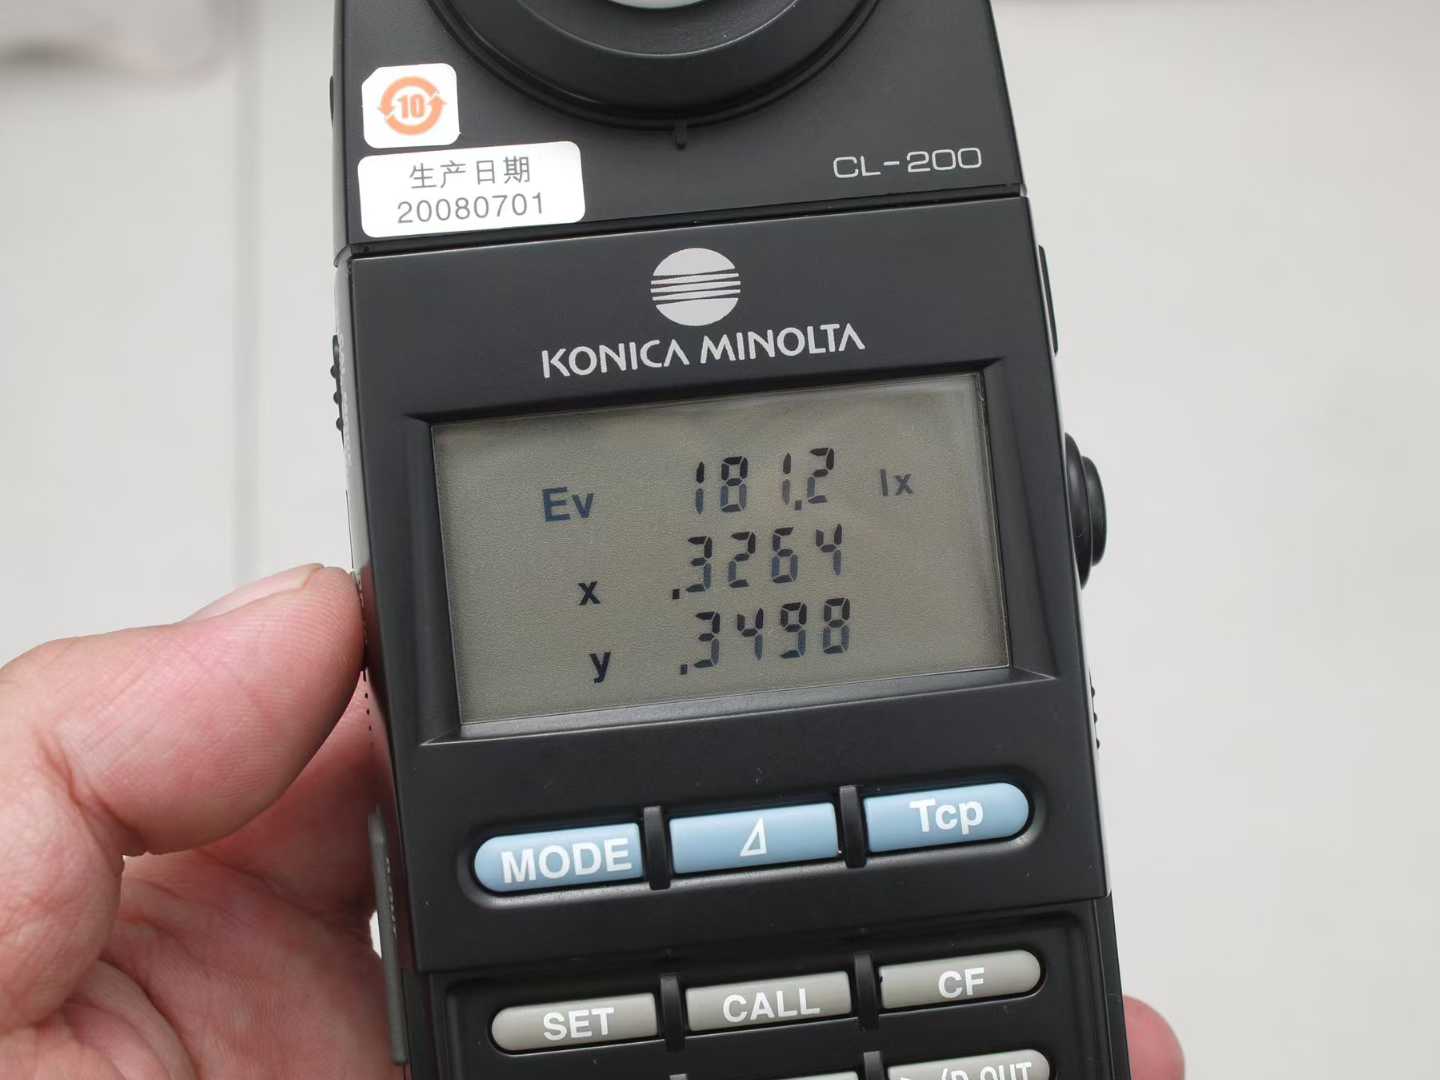 10
生产日期
20080701
CL-200
KONICA MINOLTA
Ev 181.2 lx
x .3264
y .3498
MODE ⊿ Tcp
SET CALL CF